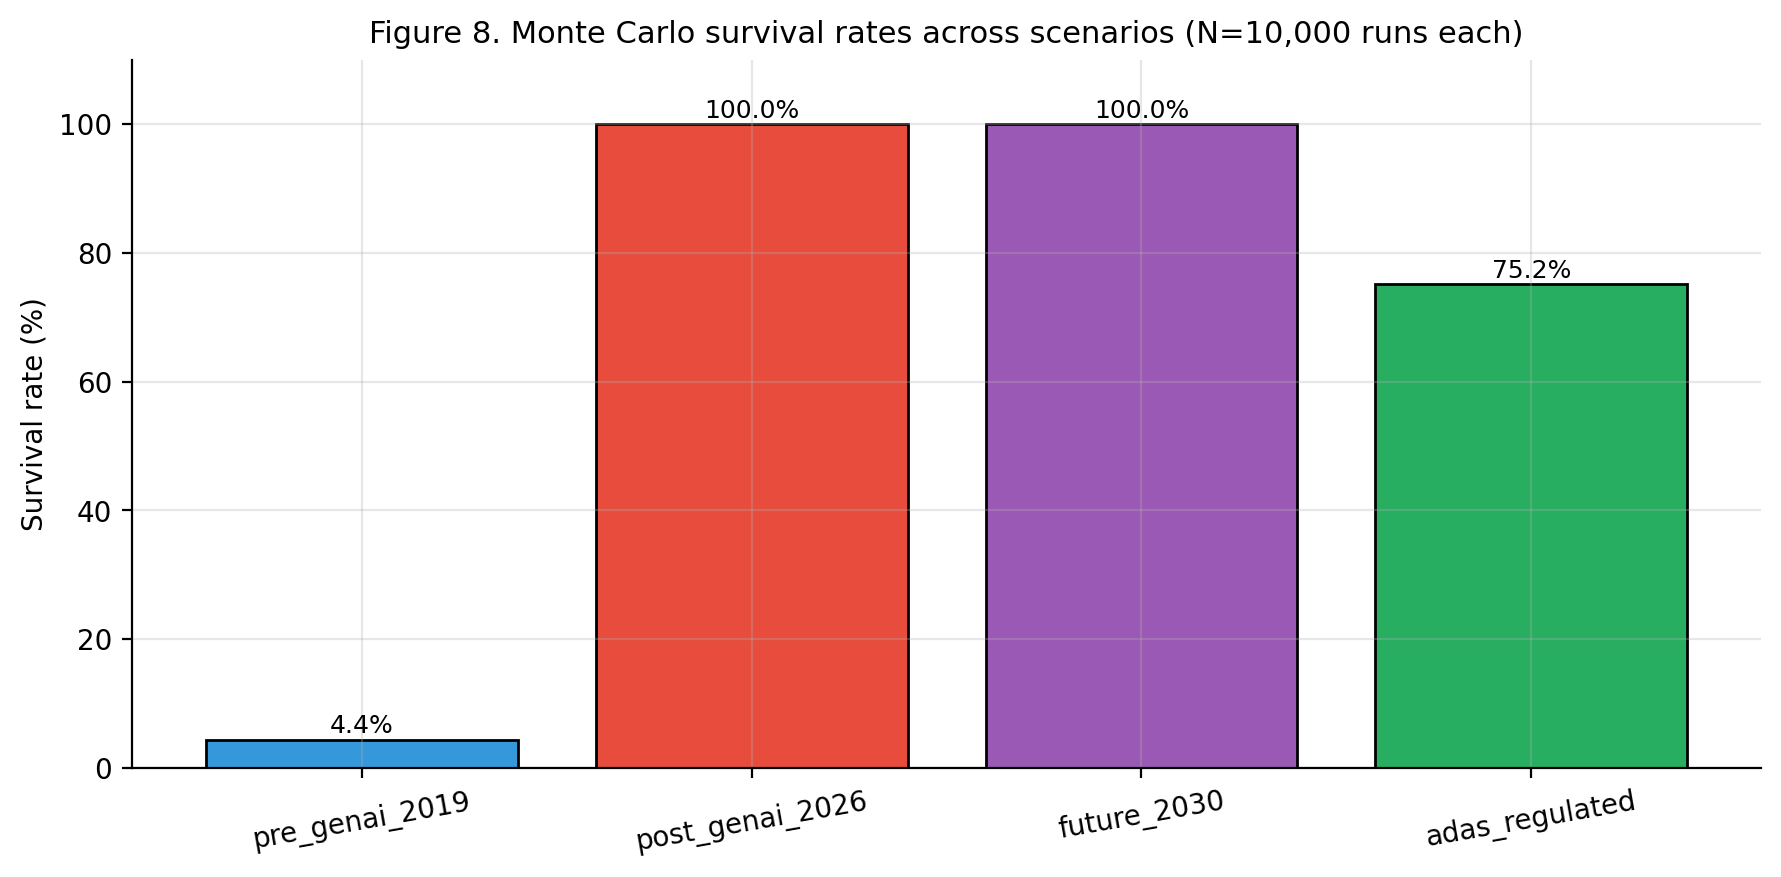 Figure 8. Monte Carlo survival rates across scenarios (N=10,000 runs each)
Survival rate (%)
100
80
60
40
20
0
4.4%
100.0%
100.0%
75.2%
pre_genai_2019
post_genai_2026
future_2030
adas_regulated